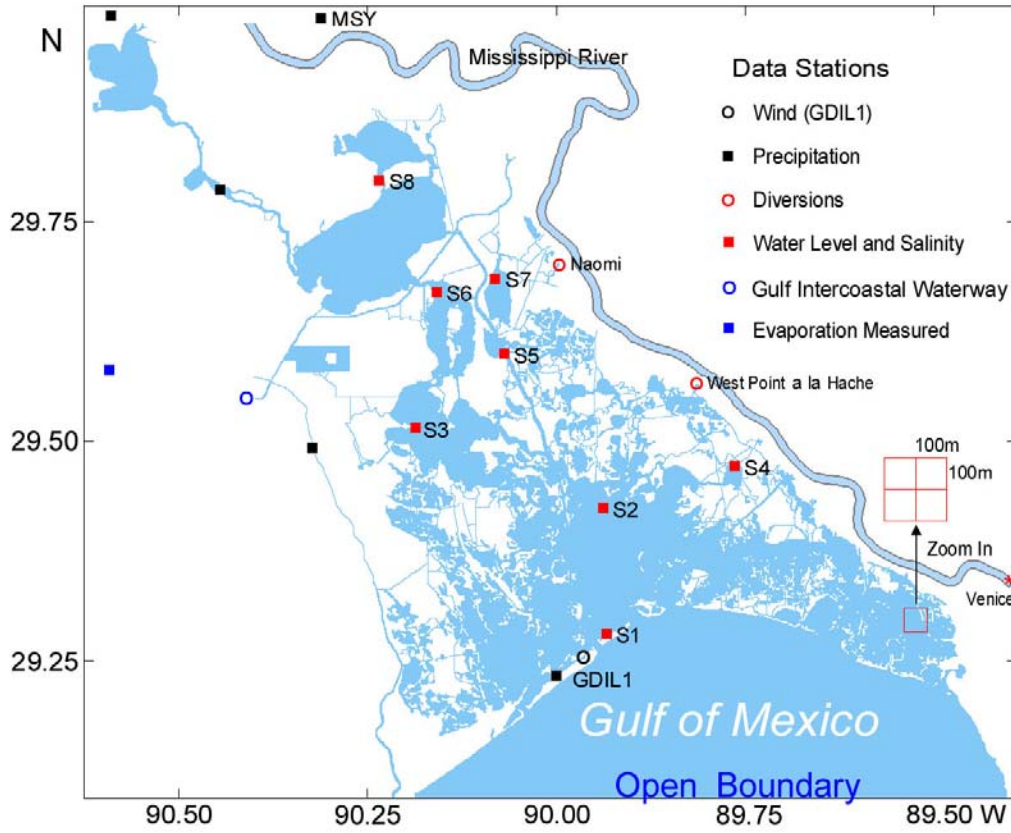 N
MSY
Mississippi River
Data Stations
Wind (GDIL1)
Precipitation
Diversions
Water Level and Salinity
Gulf Intercoastal Waterway
Evaporation Measured
S8
29.75
Naomi
S7
S6
S5
West Point a la Hache
29.50
S3
100m
100m
S4
S2
Zoom In
Venice
S1
29.25
GDIL1
Gulf of Mexico
Open Boundary
90.50 90.25 90.00 89.75 89.50 W